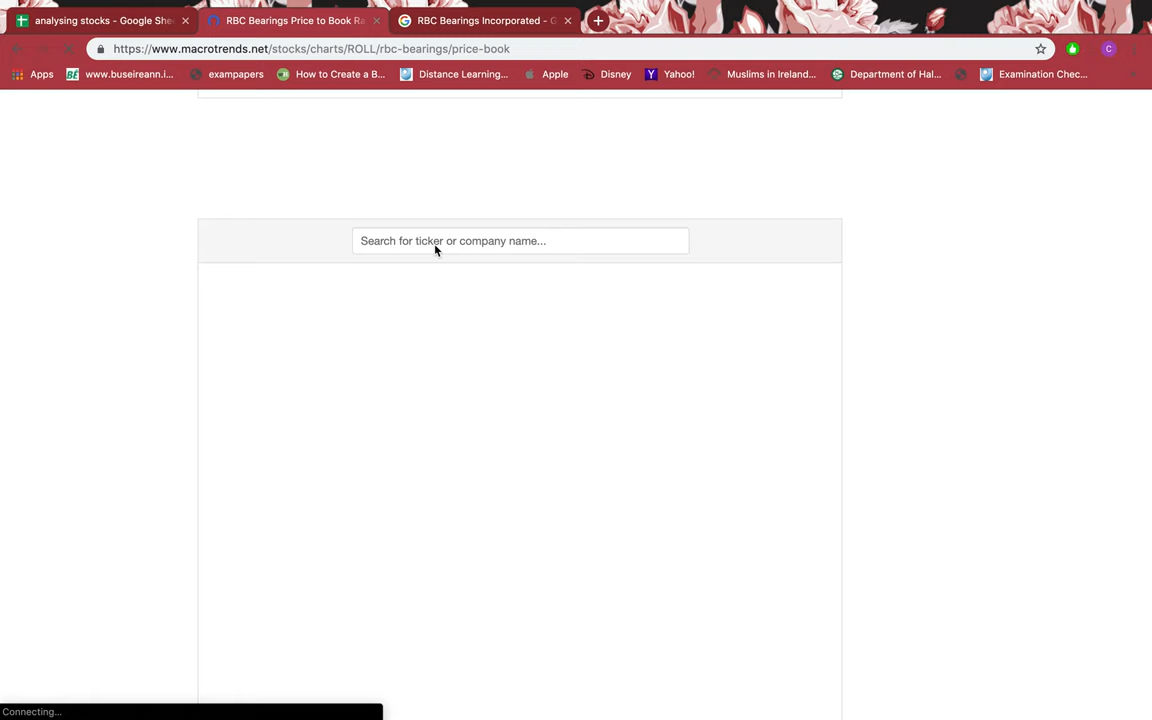 analysing stocks - Google She
RBC Bearings Price to Book Ra
RBC Bearings Incorporated - G
https://www.macrotrends.net/stocks/charts/ROLL/rbc-bearings/price-book
C
Apps
BÉ www.buseireann.i...
exampapers
How to Create a B...
Distance Learning...
Apple
Disney
Y Yahoo!
Muslims in Ireland...
Department of Hal...
Examination Chec...
Search for ticker or company name...
Connecting...